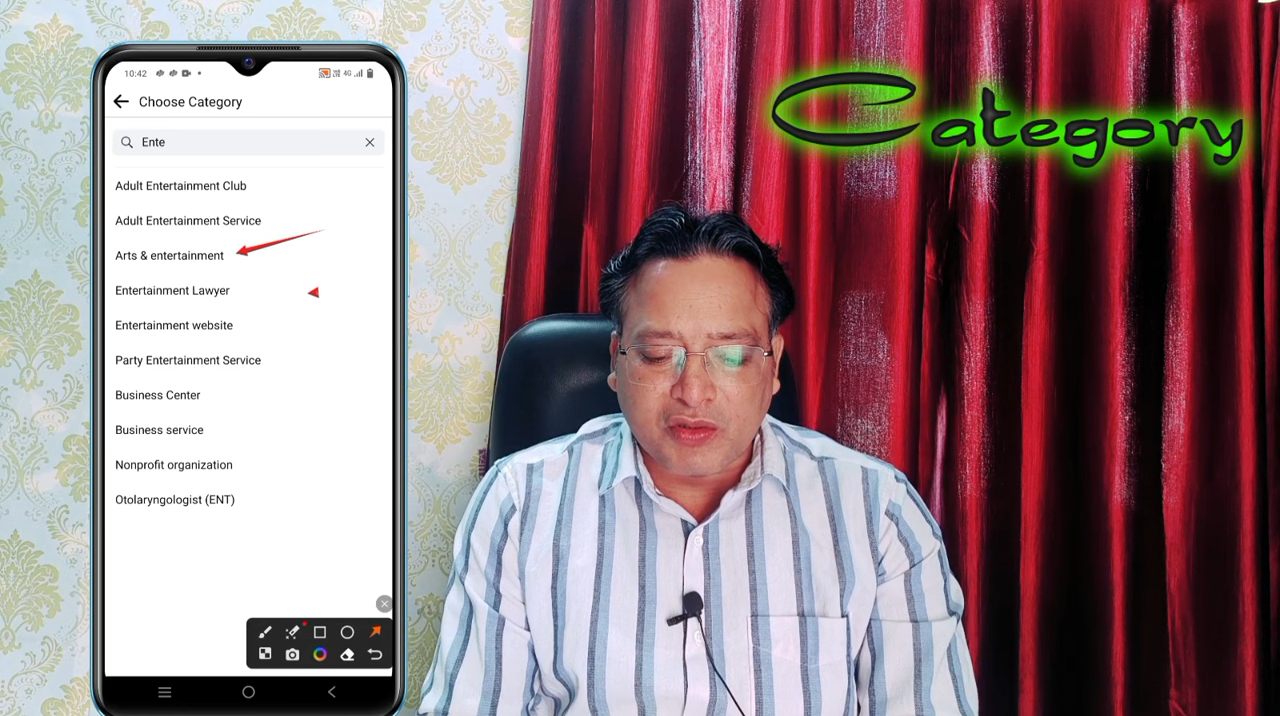 10:42
4G
Choose Category
Ente
Adult Entertainment Club
Adult Entertainment Service
Arts & entertainment
Entertainment Lawyer
Entertainment website
Party Entertainment Service
Business Center
Business service
Nonprofit organization
Otolaryngologist (ENT)
Category